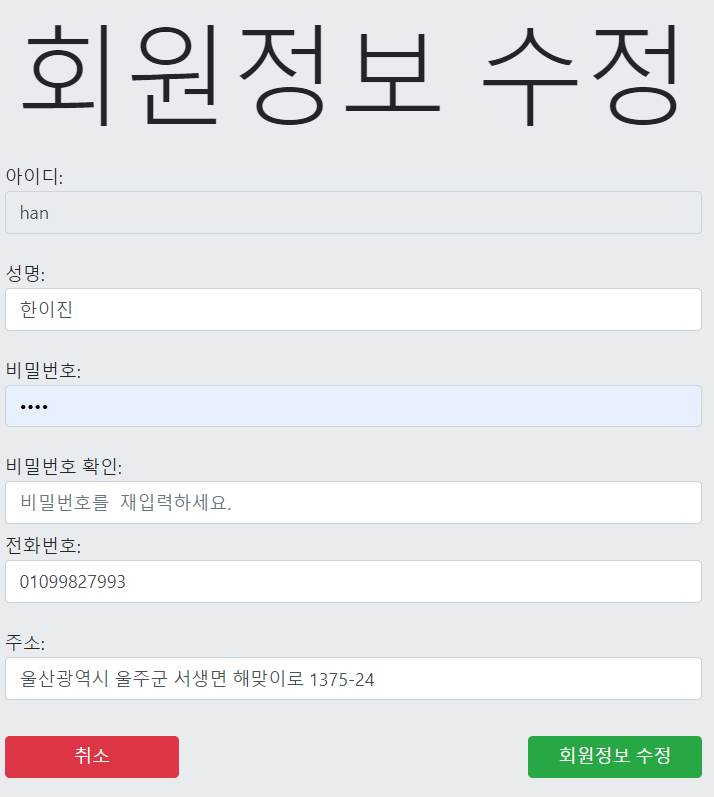 회원정보 수정
아이디:
han
성명:
한이진
비밀번호:
••••
비밀번호 확인:
비밀번호를 재입력하세요.
전화번호:
01099827993
주소:
울산광역시 울주군 서생면 해맞이로 1375-24
취소
회원정보 수정